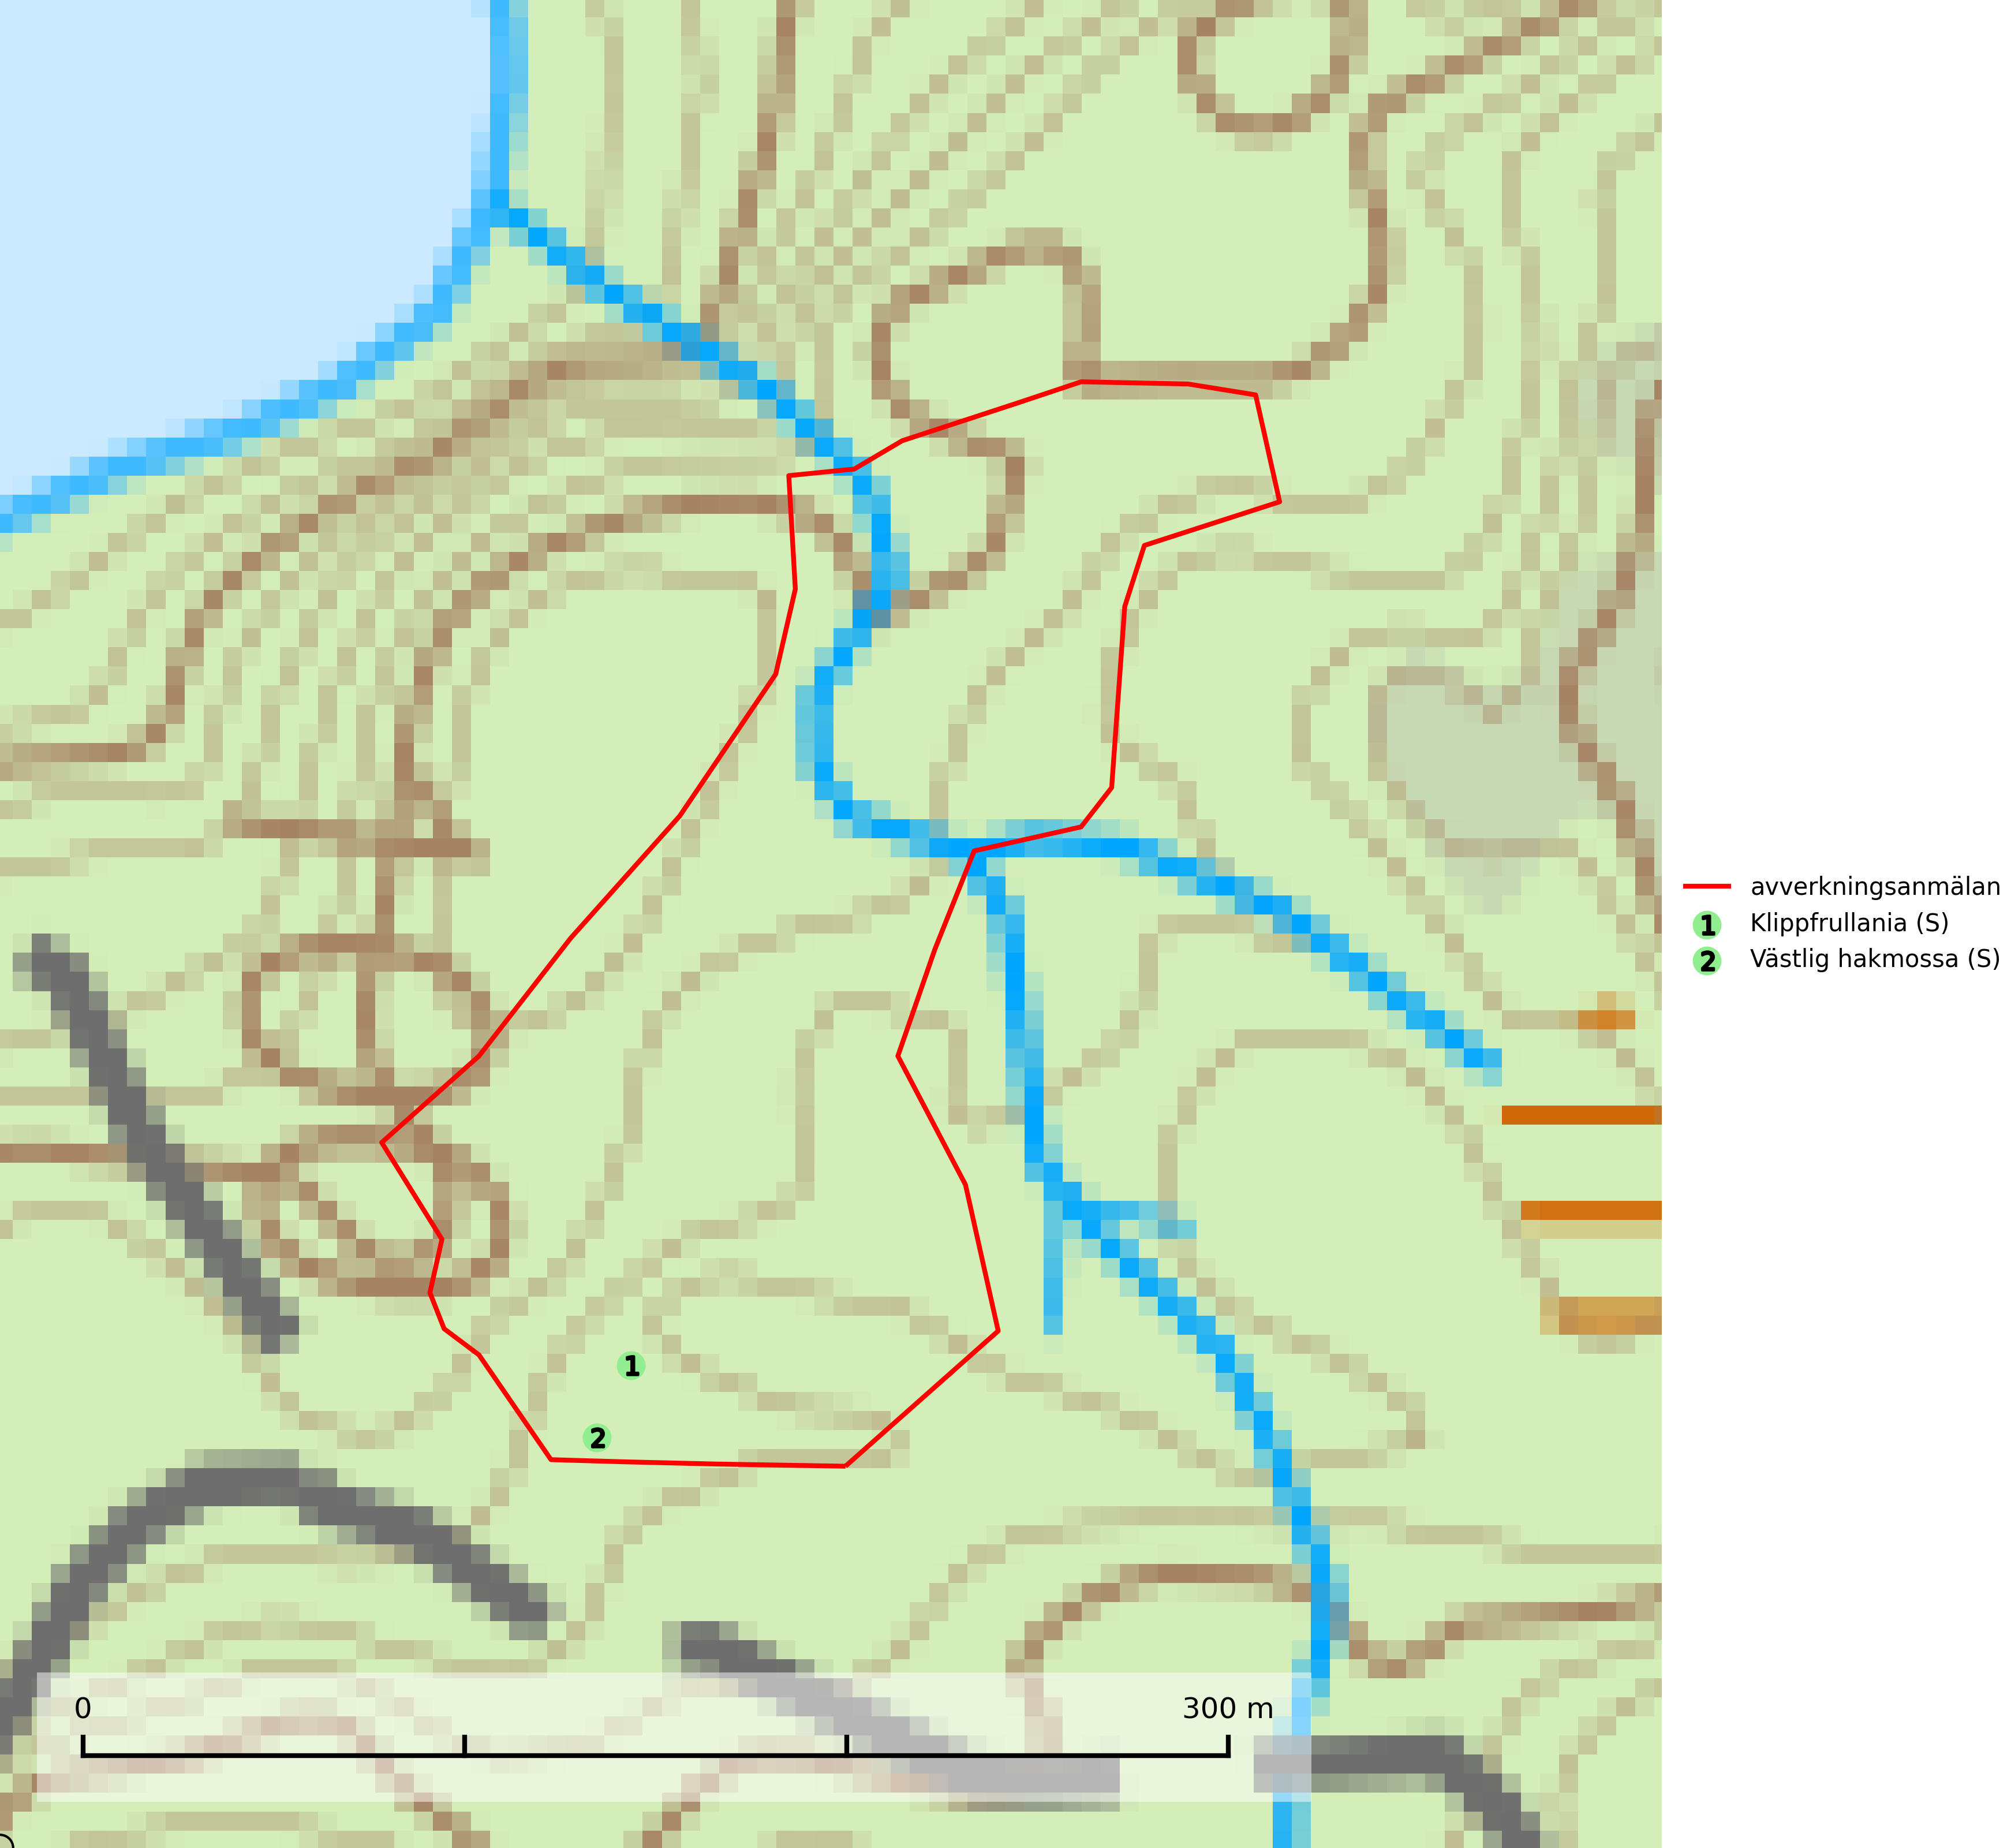 avverkningsanmälan
1 Klippfrullania (S)
2 Västlig hakmossa (S)
1
2
0 300 m